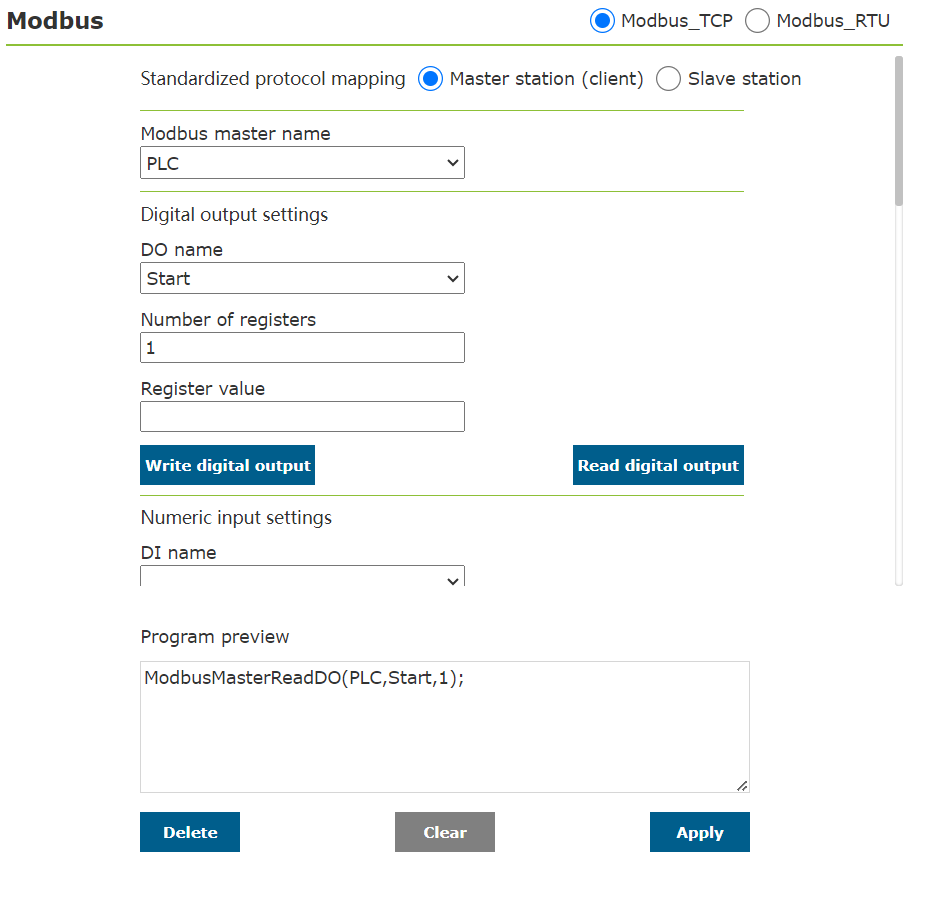 Modbus
Modbus_TCP Modbus_RTU
Standardized protocol mapping Master station (client) Slave station
Modbus master name
PLC
Digital output settings
DO name
Start
Number of registers
1
Register value
Write digital output Read digital output
Numeric input settings
DI name
Program preview
ModbusMasterReadDO(PLC,Start,1);
Delete Clear Apply